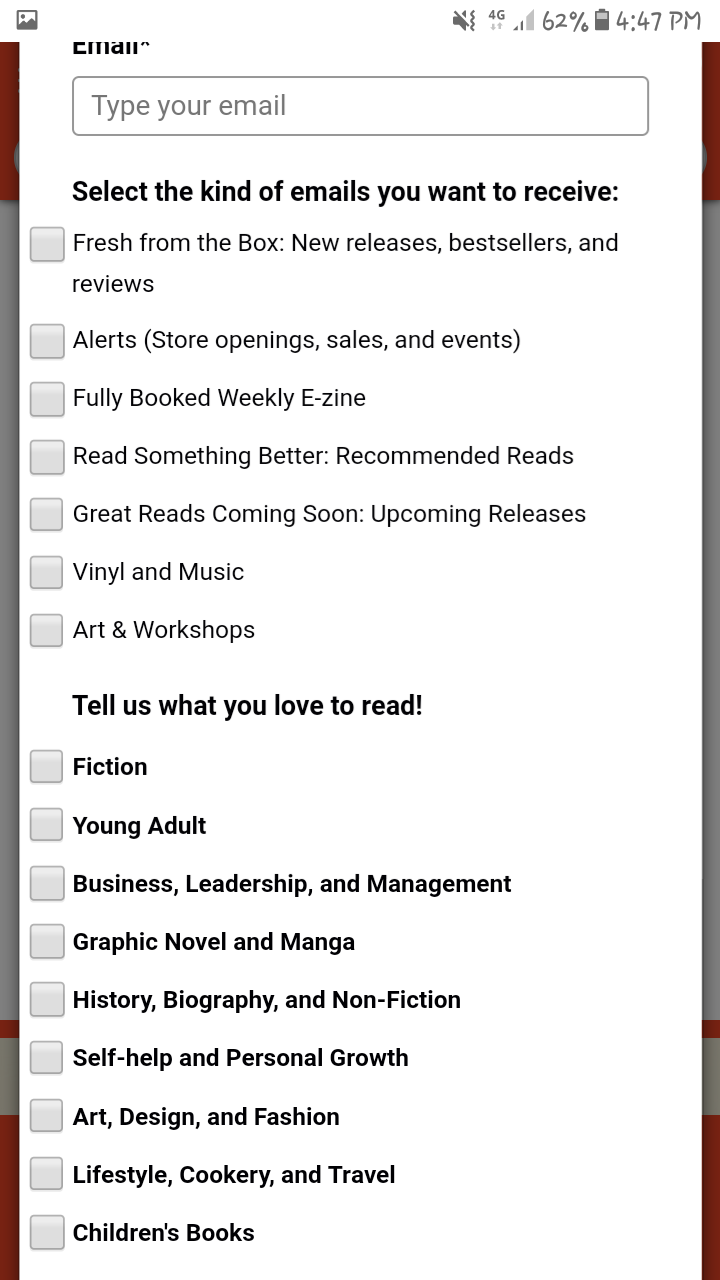 4G 62% 4:47 PM
Email*
Type your email
Select the kind of emails you want to receive:
Fresh from the Box: New releases, bestsellers, and
reviews
Alerts (Store openings, sales, and events)
Fully Booked Weekly E-zine
Read Something Better: Recommended Reads
Great Reads Coming Soon: Upcoming Releases
Vinyl and Music
Art & Workshops
Tell us what you love to read!
Fiction
Young Adult
Business, Leadership, and Management
Graphic Novel and Manga
History, Biography, and Non-Fiction
Self-help and Personal Growth
Art, Design, and Fashion
Lifestyle, Cookery, and Travel
Children's Books